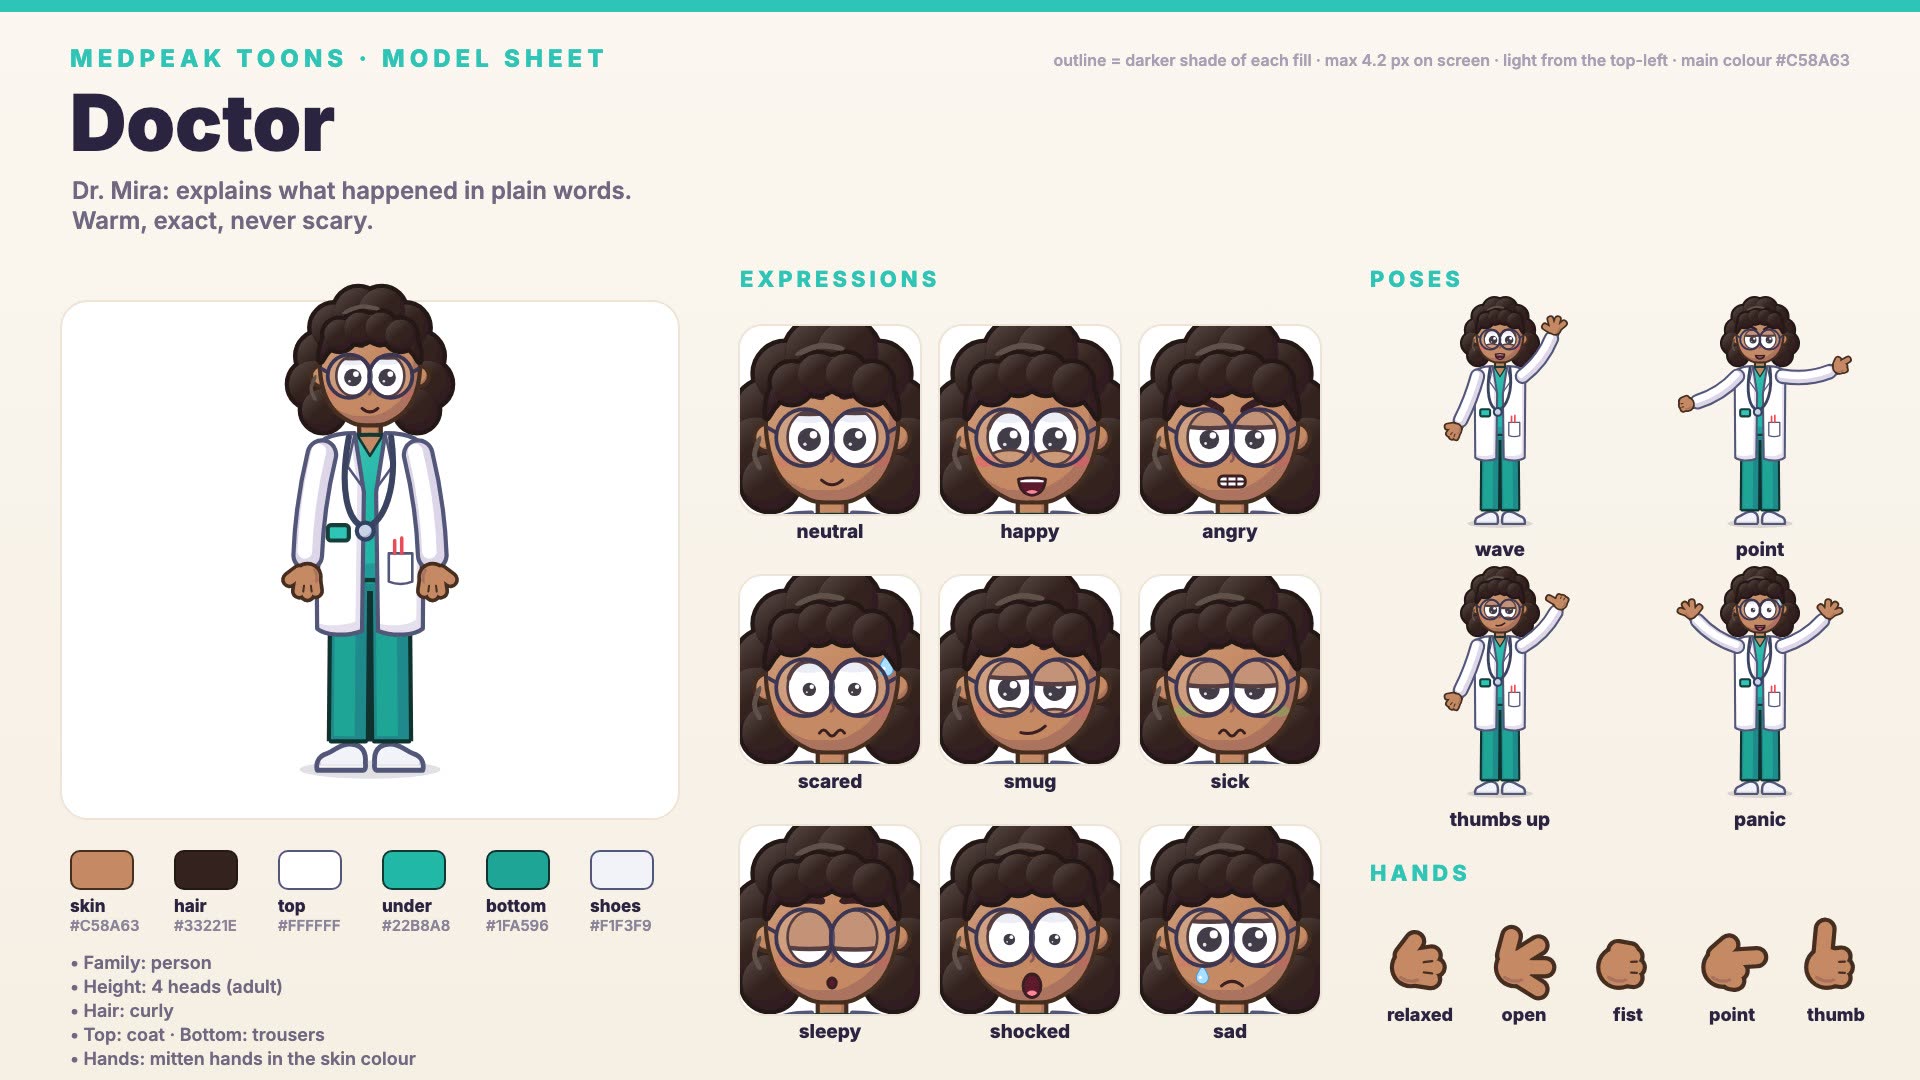 MEDPEAK TOONS · MODEL SHEET
outline = darker shade of each fill · max 4.2 px on screen · light from the top-left · main colour #C58A63
Doctor
Dr. Mira: explains what happened in plain words.
Warm, exact, never scary.
EXPRESSIONS
neutral
happy
angry
scared
smug
sick
sleepy
shocked
sad
POSES
wave
point
thumbs up
panic
HANDS
relaxed
open
fist
point
thumb
skin
#C58A63
hair
#33221E
top
#FFFFFF
under
#22B8A8
bottom
#1FA596
shoes
#F1F3F9
• Family: person
• Height: 4 heads (adult)
• Hair: curly
• Top: coat · Bottom: trousers
• Hands: mitten hands in the skin colour